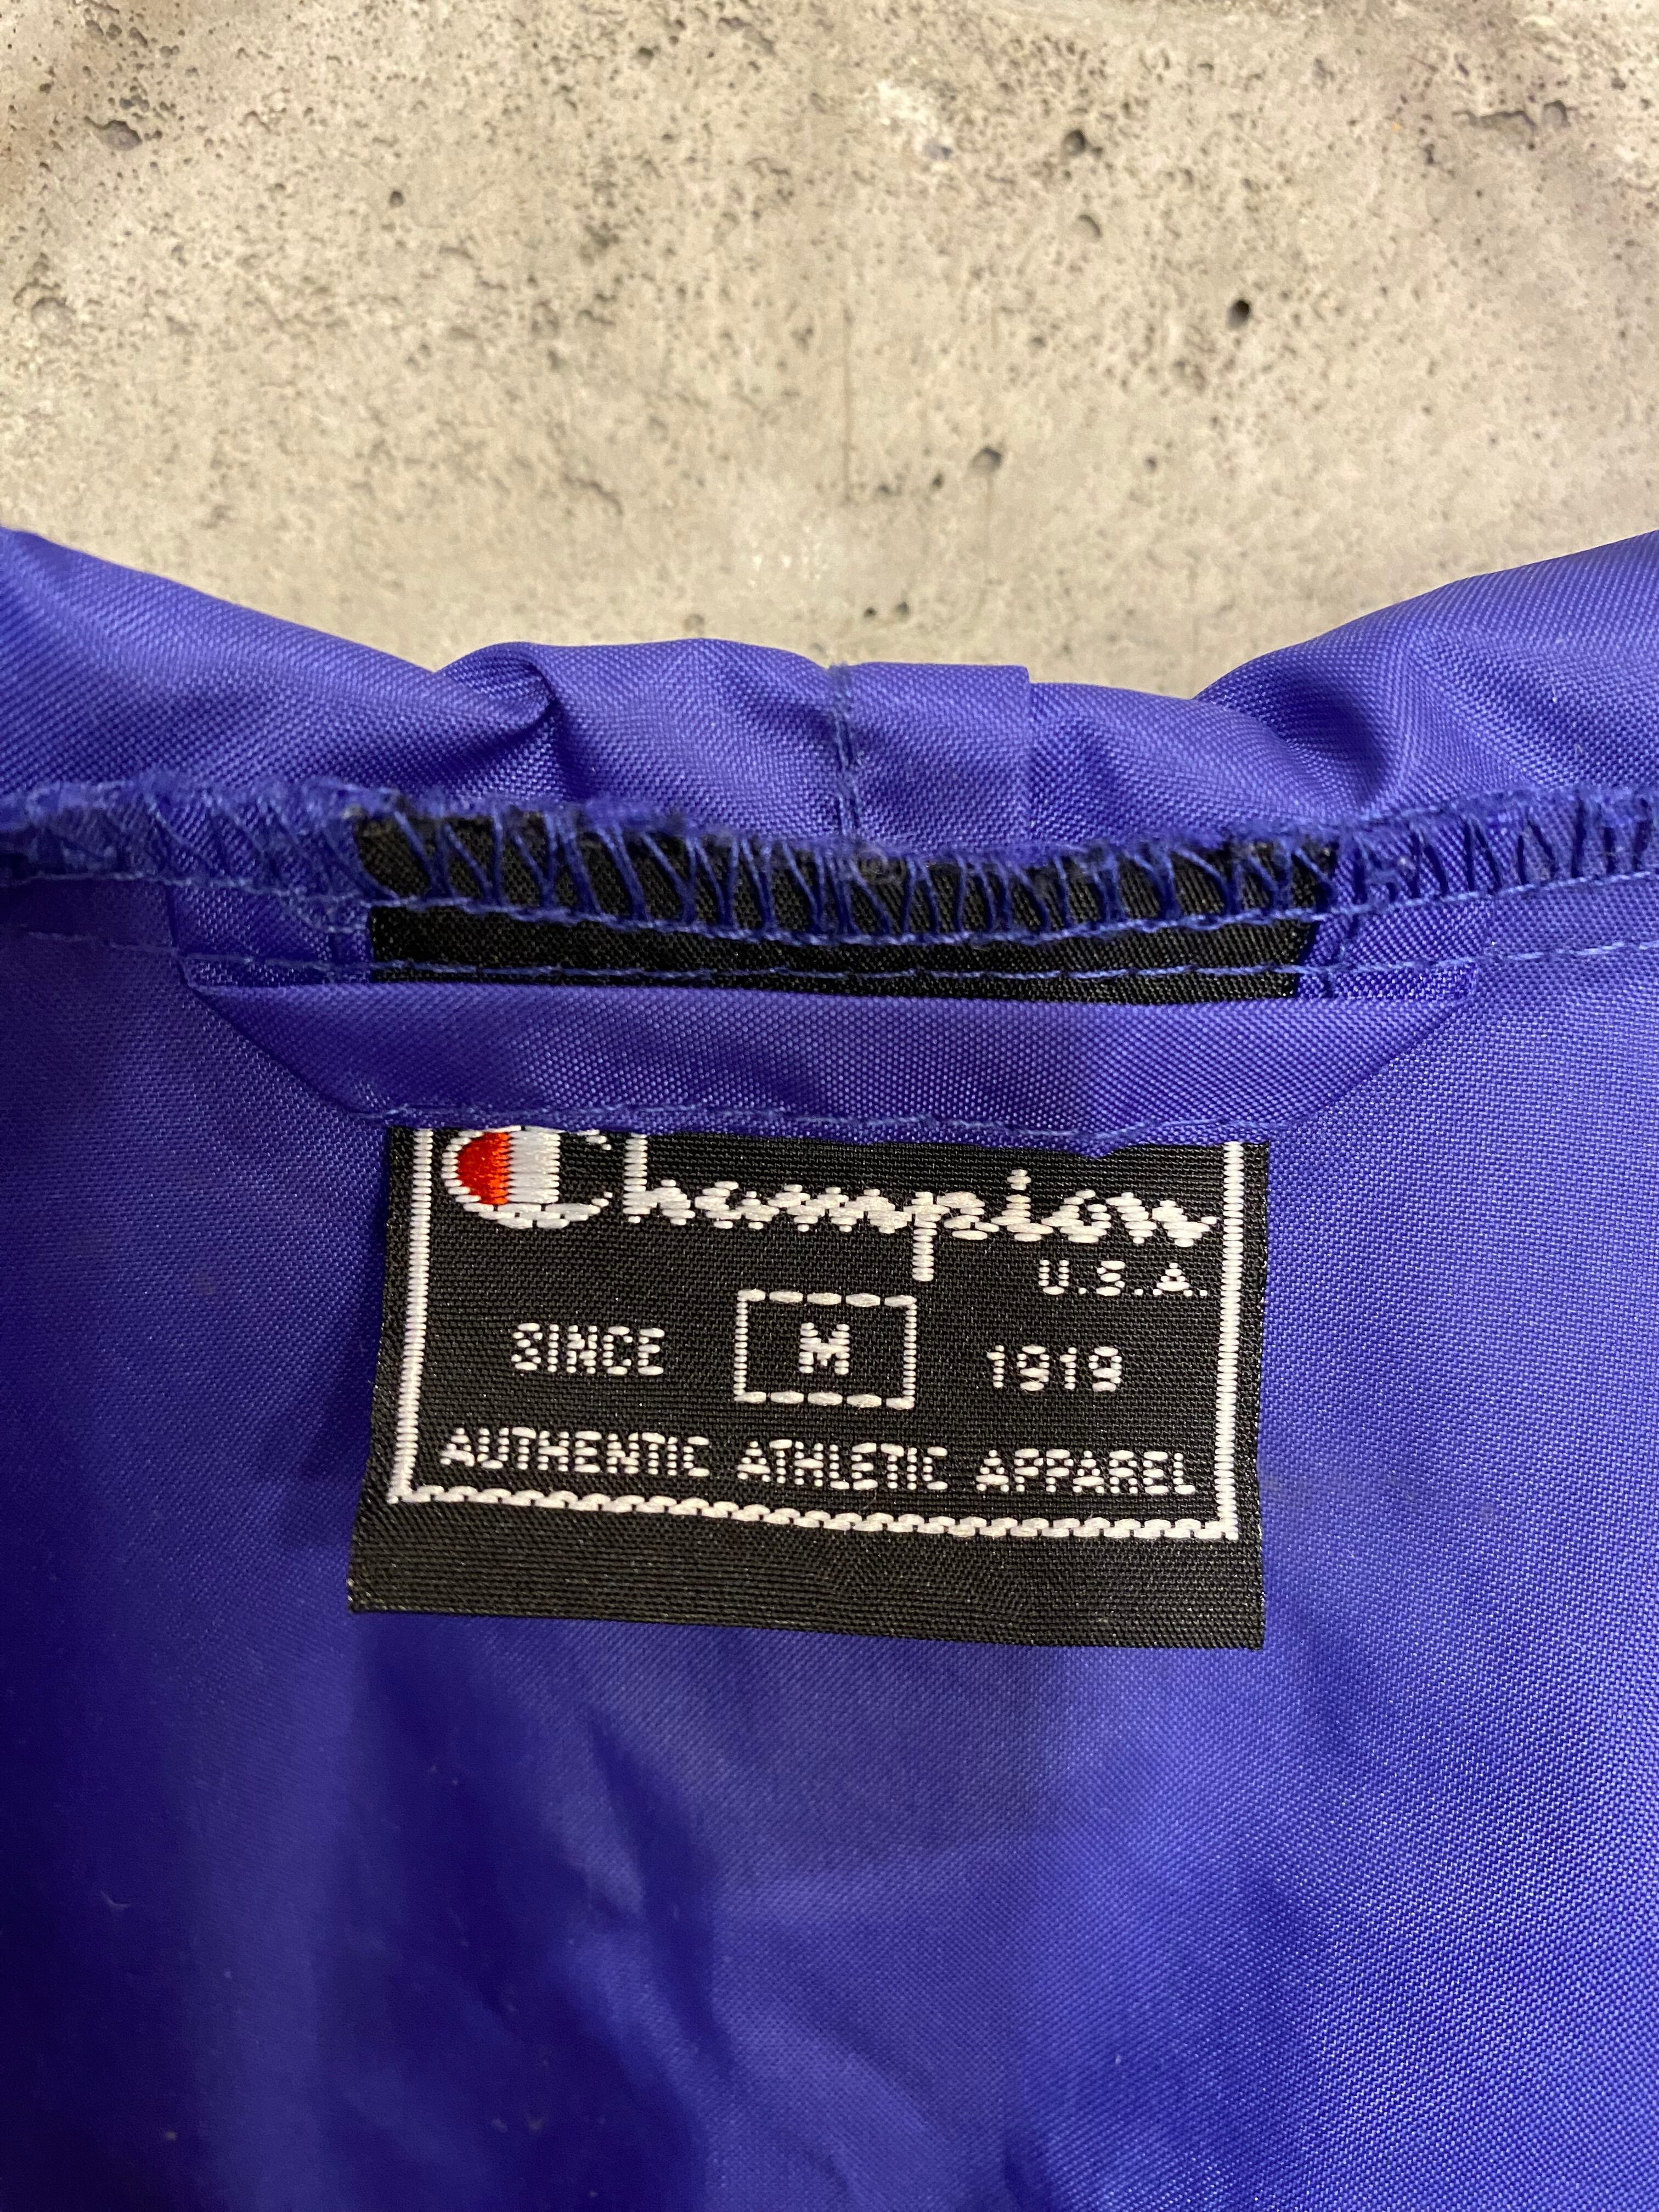 Champion
U.S.A.
SINCE M 1919
AUTHENTIC ATHLETIC APPAREL